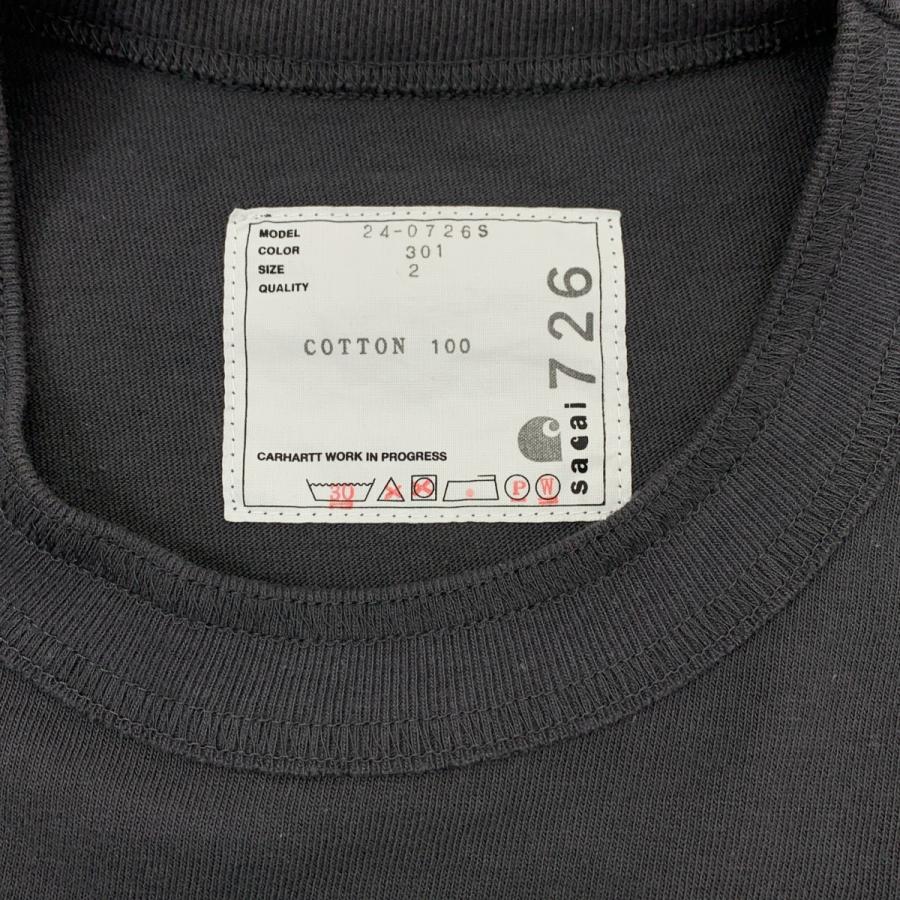 MODEL 24-0726S
COLOR 301
SIZE 2
QUALITY
COTTON 100
CARHARTT WORK IN PROGRESS
30 P W
sacai 726